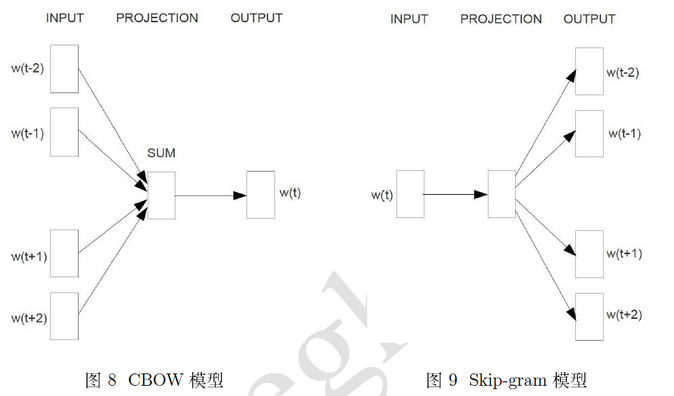 INPUT PROJECTION OUTPUT
w(t-2)
w(t-1)
SUM
w(t)
w(t+1)
w(t+2)
图 8 CBOW 模型
INPUT PROJECTION OUTPUT
w(t-2)
w(t-1)
w(t)
w(t+1)
w(t+2)
图 9 Skip-gram 模型